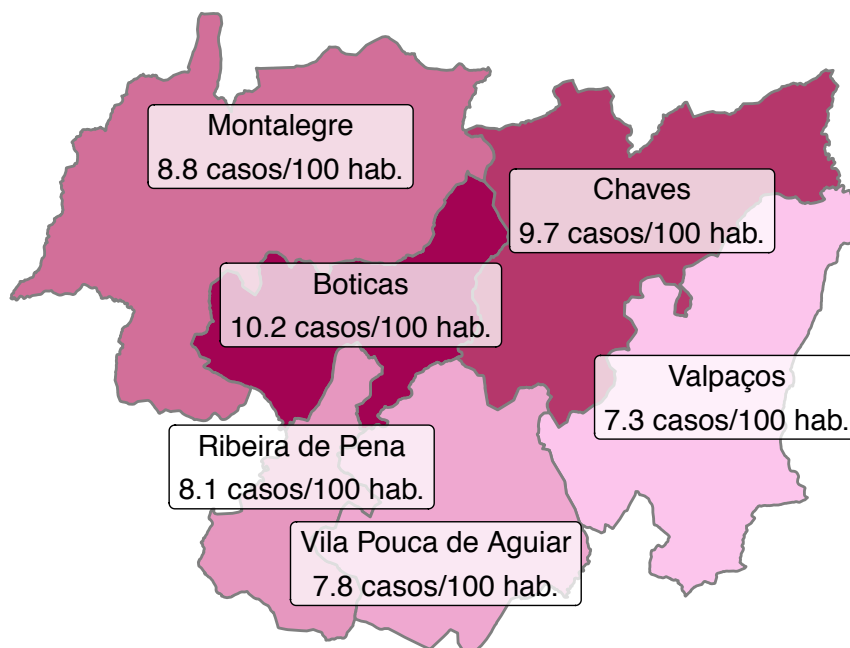 Montalegre
8.8 casos/100 hab.
Chaves
9.7 casos/100 hab.
Boticas
10.2 casos/100 hab.
Valpaços
7.3 casos/100 hab.
Ribeira de Pena
8.1 casos/100 hab.
Vila Pouca de Aguiar
7.8 casos/100 hab.